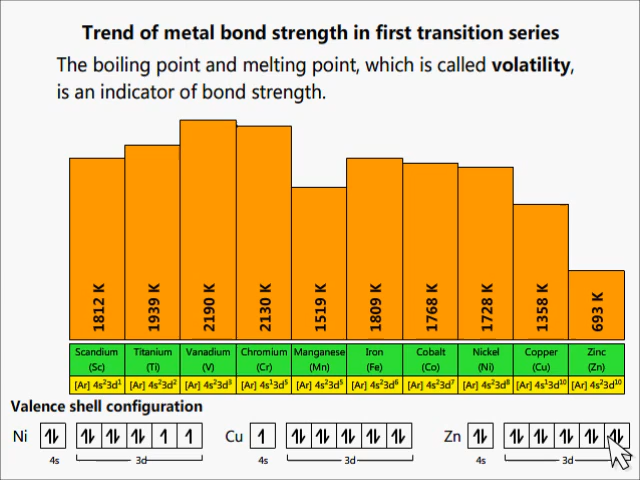 Trend of metal bond strength in first transition series
The boiling point and melting point, which is called volatility,
is an indicator of bond strength.
1812 K 1939 K 2190 K 2130 K 1519 K 1809 K 1768 K 1728 K 1358 K 693 K
Scandium Titanium Vanadium Chromium Manganese Iron Cobalt Nickel Copper Zinc
(Sc) (Ti) (V) (Cr) (Mn) (Fe) (Co) (Ni) (Cu) (Zn)
[Ar] 4s²3d¹ [Ar] 4s²3d² [Ar] 4s²3d³ [Ar] 4s¹3d⁵ [Ar] 4s²3d⁵ [Ar] 4s²3d⁶ [Ar] 4s²3d⁷ [Ar] 4s²3d⁸ [Ar] 4s¹3d¹⁰ [Ar] 4s²3d¹⁰
Valence shell configuration
Ni ⥮ ⥮ ⥮ ⥮ ↿ ↿ Cu ↿ ⥮ ⥮ ⥮ ⥮ ⥮ Zn ⥮ ⥮ ⥮ ⥮ ⥮ ⥮
4s 3d 4s 3d 4s 3d